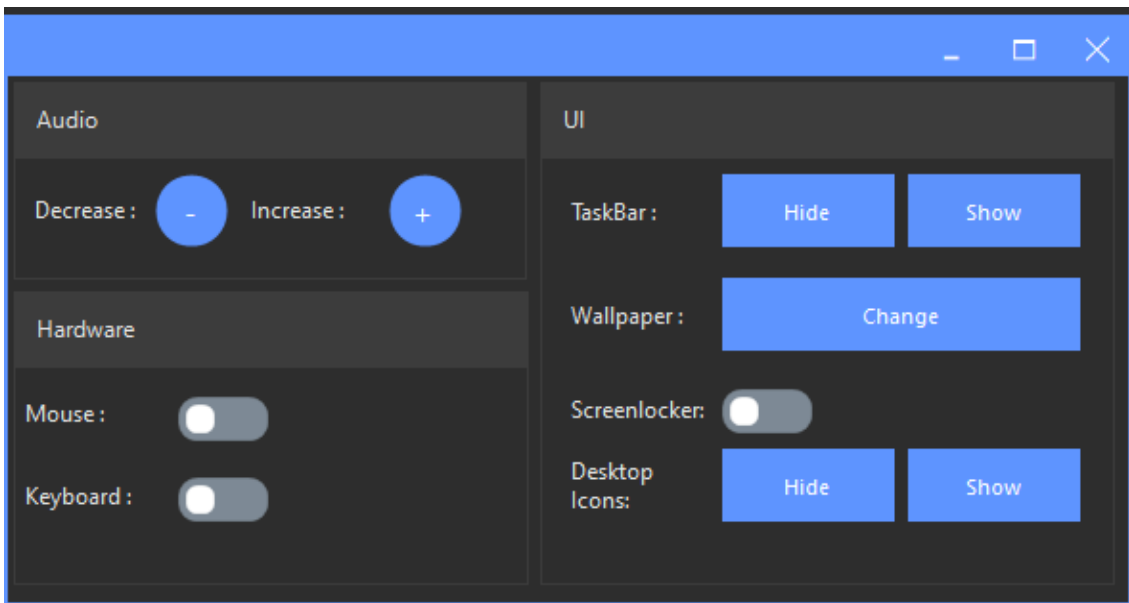 Audio
Decrease : - Increase : +
Hardware
Mouse :
Keyboard :
UI
TaskBar : Hide Show
Wallpaper : Change
Screenlocker:
Desktop
Icons: Hide Show